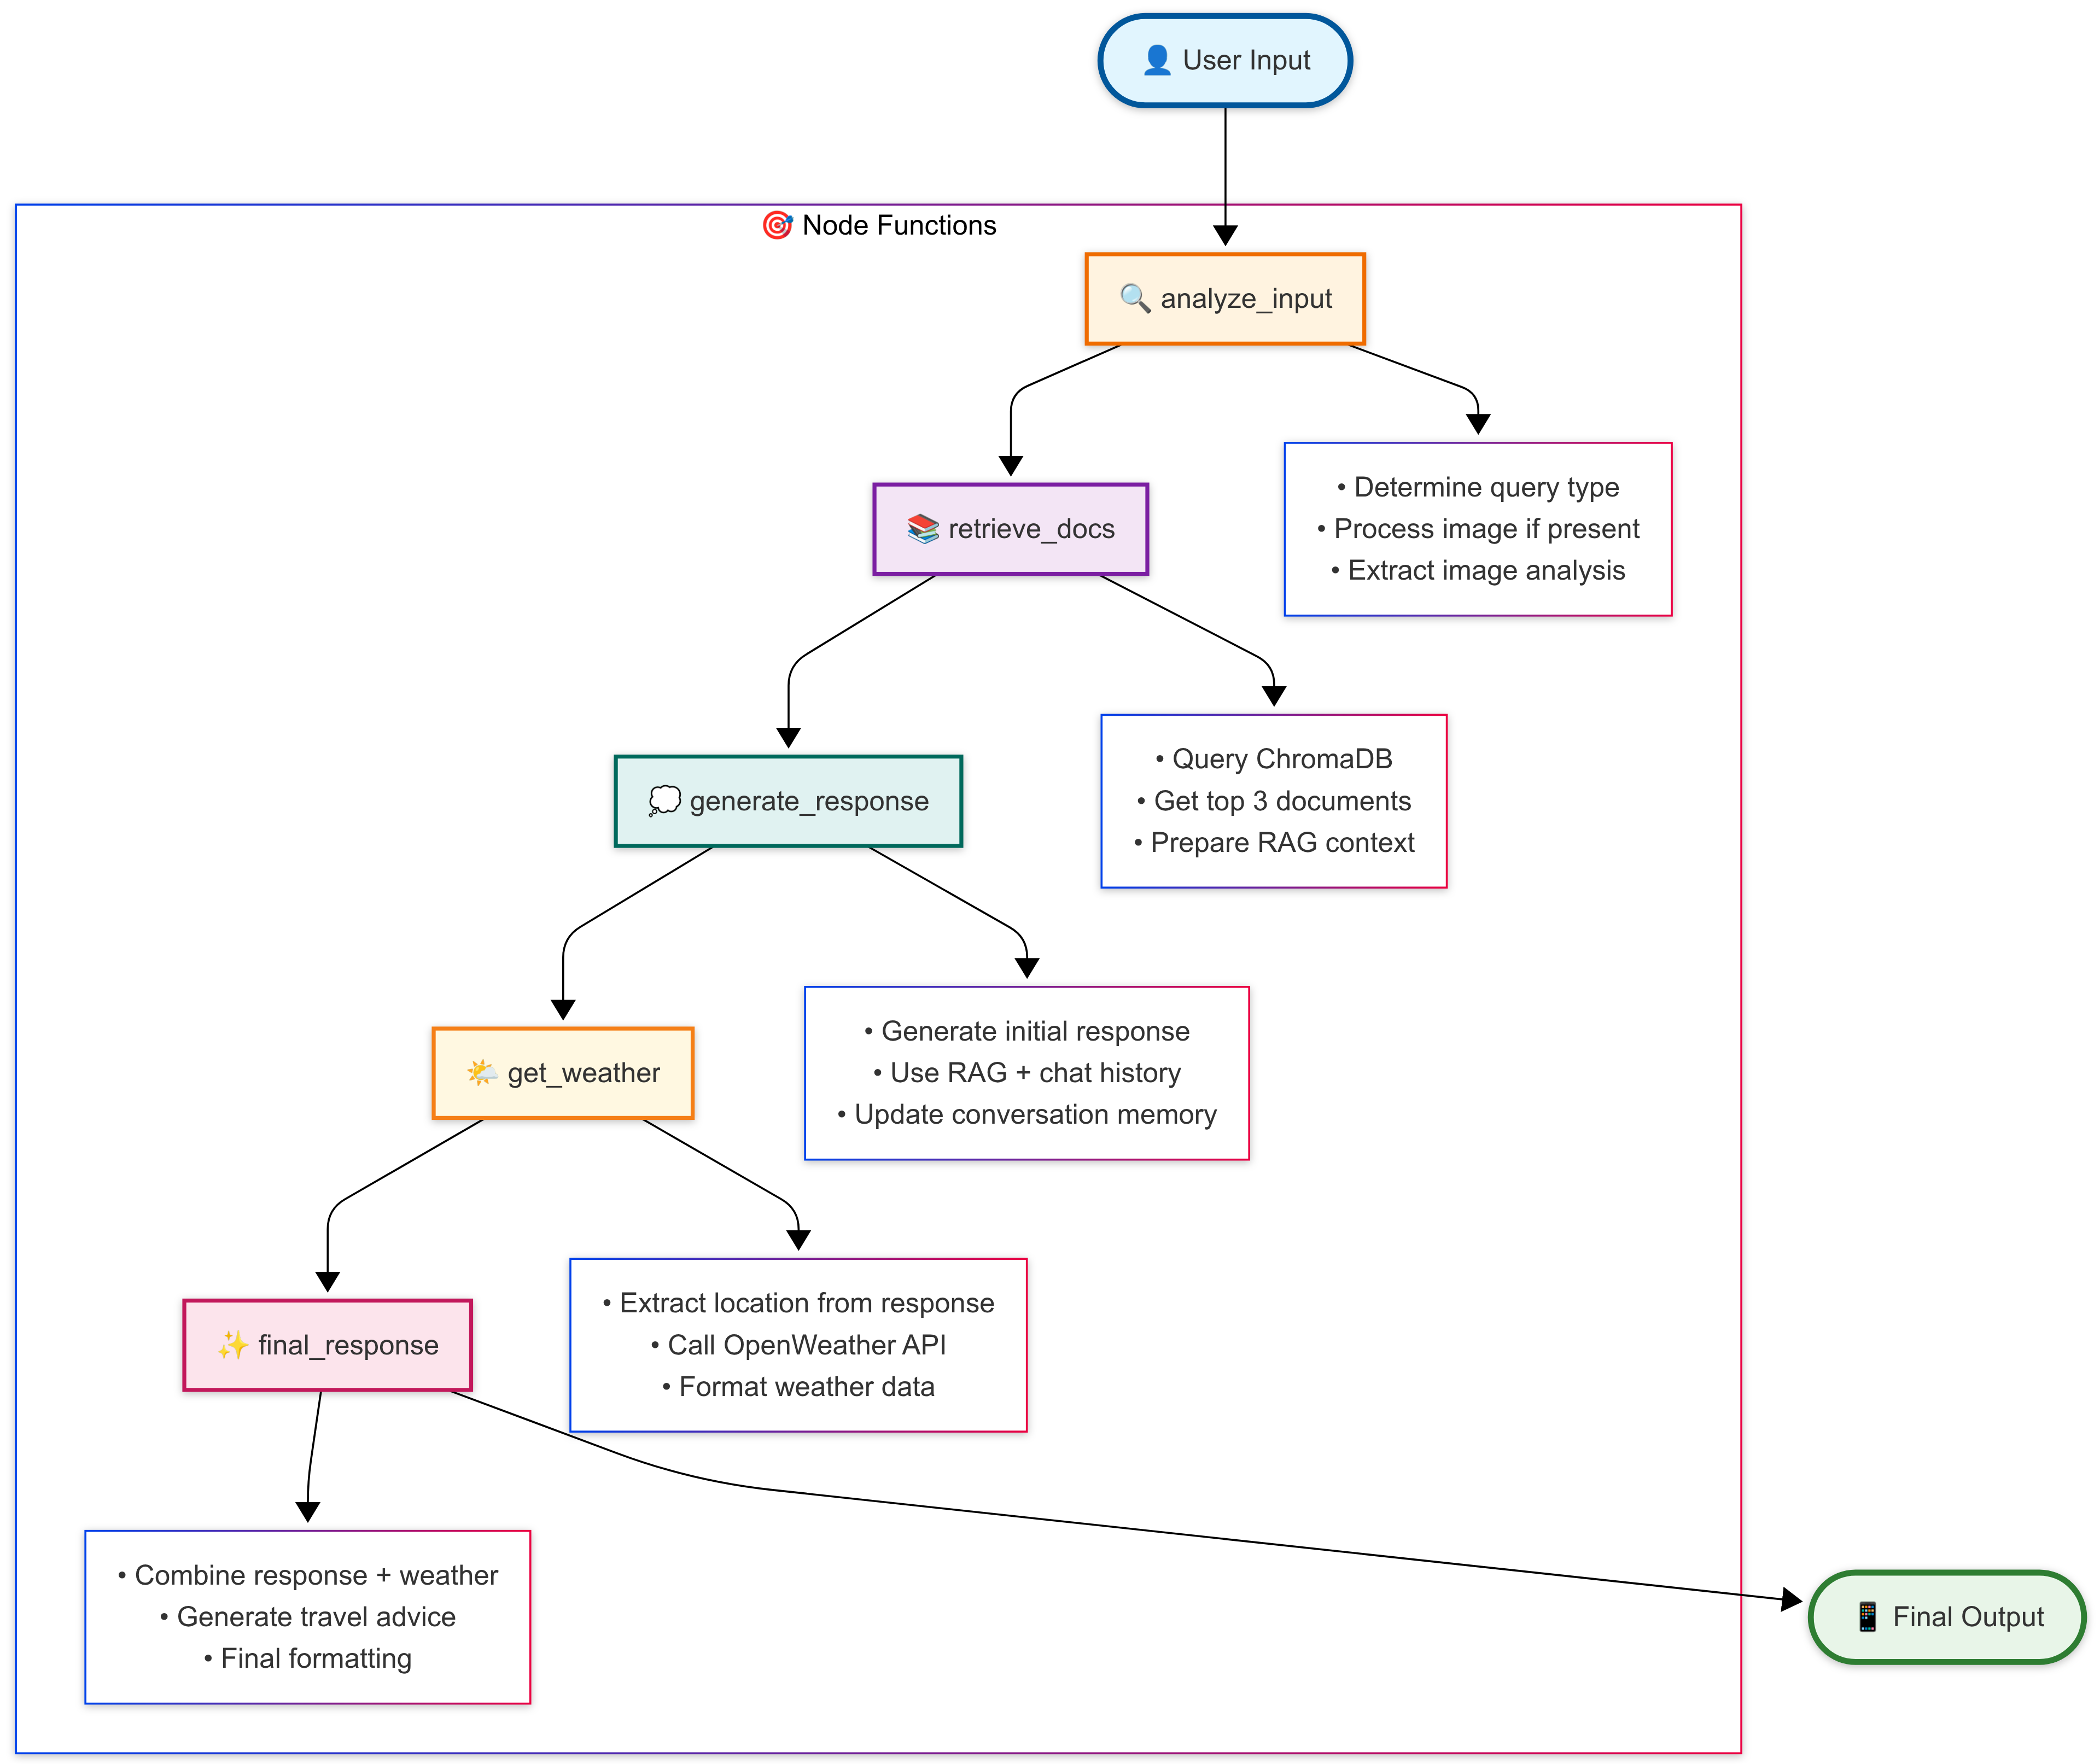 👤 User Input
🎯 Node Functions
🔍 analyze_input
• Determine query type
• Process image if present
• Extract image analysis
📚 retrieve_docs
• Query ChromaDB
• Get top 3 documents
• Prepare RAG context
💭 generate_response
• Generate initial response
• Use RAG + chat history
• Update conversation memory
🌤️ get_weather
• Extract location from response
• Call OpenWeather API
• Format weather data
✨ final_response
• Combine response + weather
• Generate travel advice
• Final formatting
📱 Final Output